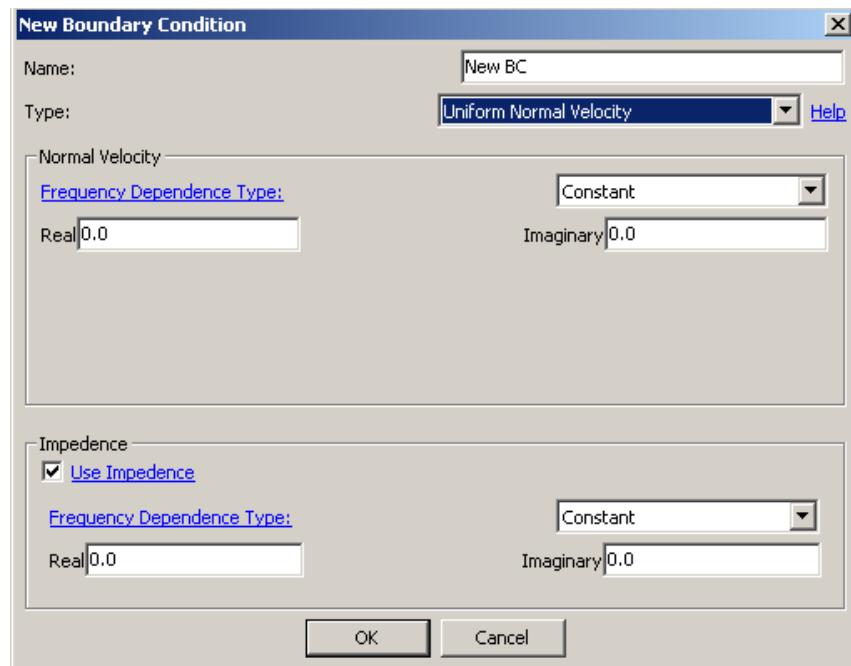 New Boundary Condition
Name: New BC
Type: Uniform Normal Velocity Help
Normal Velocity
Frequency Dependence Type: Constant
Real 0.0 Imaginary 0.0
Impedence
Use Impedence
Frequency Dependence Type: Constant
Real 0.0 Imaginary 0.0
OK Cancel